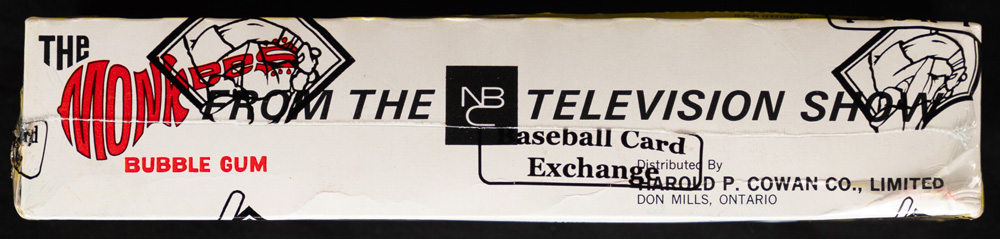 THE
MONKEES
FROM THE NBC TELEVISION SHOW
BUBBLE GUM
Baseball Card
Exchange
Distributed By
HAROLD P. COWAN CO., LIMITED
DON MILLS, ONTARIO
rd